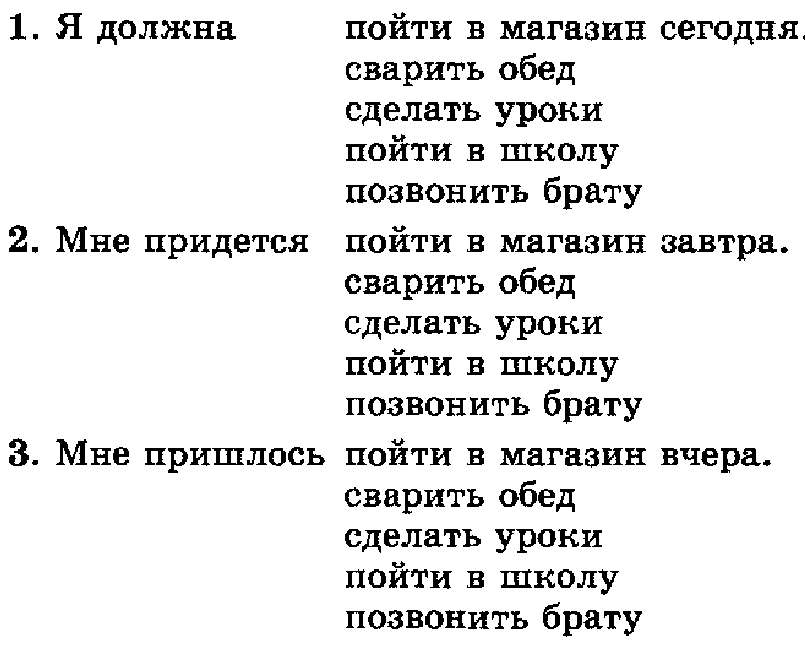 1. Я должна пойти в магазин сегодня.
сварить обед
сделать уроки
пойти в школу
позвонить брату
2. Мне придется пойти в магазин завтра.
сварить обед
сделать уроки
пойти в школу
позвонить брату
3. Мне пришлось пойти в магазин вчера.
сварить обед
сделать уроки
пойти в школу
позвонить брату